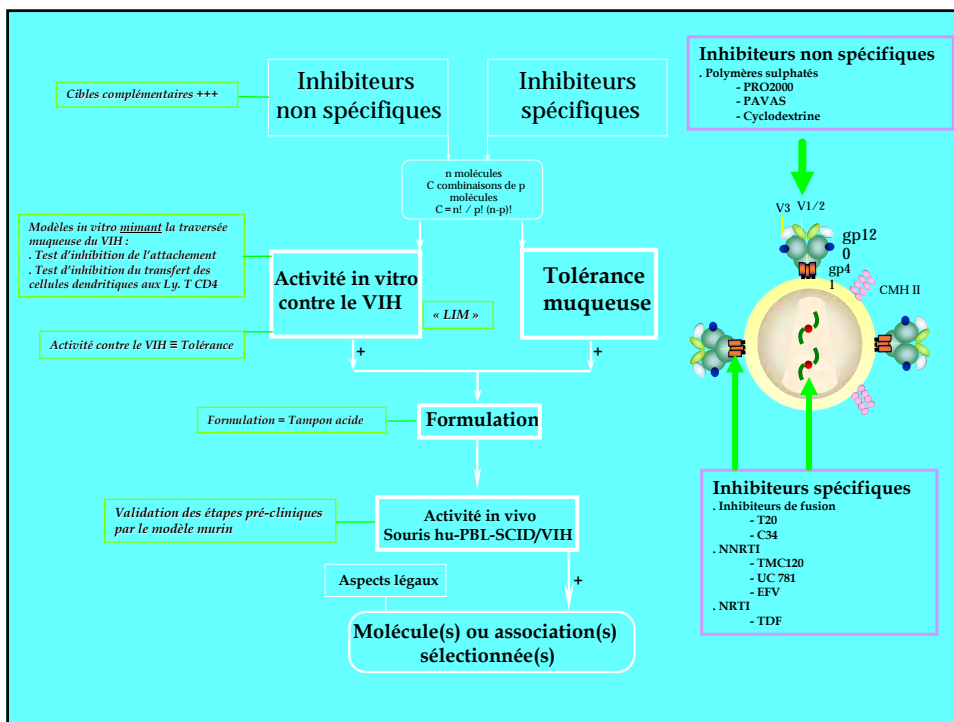 Inhibiteurs
non spécifiques
Inhibiteurs
spécifiques
Cibles complémentaires +++
n molécules
C combinaisons de p
molécules
C = n! / p! (n-p)!
Modèles in vitro mimant la traversée
muqueuse du VIH :
. Test d'inhibition de l'attachement
. Test d'inhibition du transfert des
cellules dendritiques aux Ly. T CD4
Activité in vitro
contre le VIH
Tolérance
muqueuse
« LIM »
Activité contre le VIH ≡ Tolérance
+
+
Formulation = Tampon acide
Formulation
Validation des étapes pré-cliniques
par le modèle murin
Activité in vivo
Souris hu-PBL-SCID/VIH
Aspects légaux
+
Molécule(s) ou association(s)
sélectionnée(s)
Inhibiteurs non spécifiques
. Polymères sulphatés
- PRO2000
- PAVAS
- Cyclodextrine
V3 V1/2
gp12
0
gp4
1
CMH II
Inhibiteurs spécifiques
. Inhibiteurs de fusion
- T20
- C34
. NNRTI
- TMC120
- UC 781
- EFV
. NRTI
- TDF